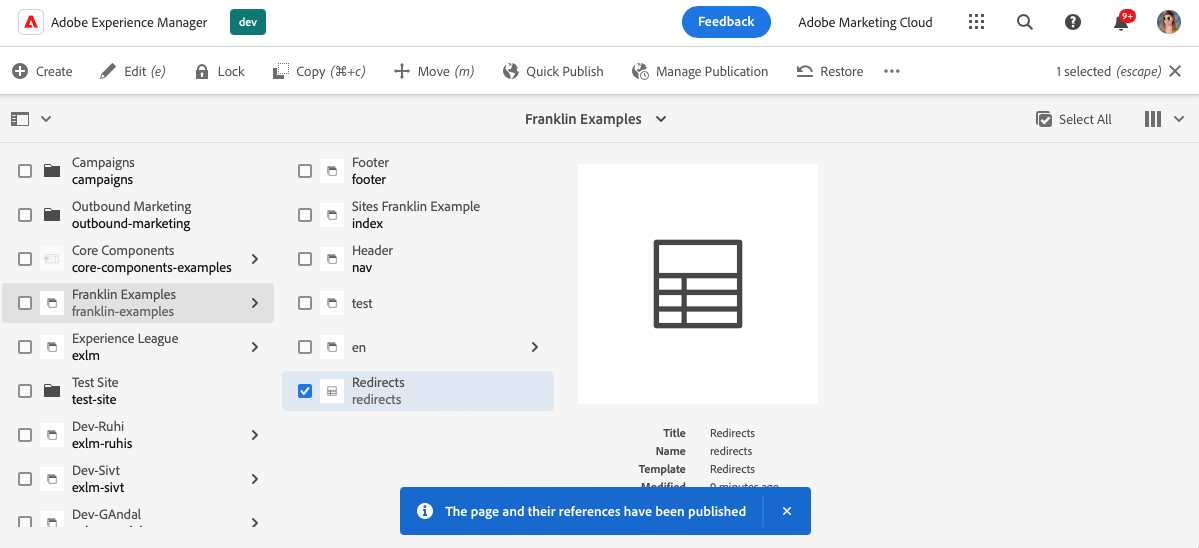 Adobe Experience Manager
dev
Feedback
Adobe Marketing Cloud
9+
Create
Edit (e)
Lock
Copy (⌘+c)
Move (m)
Quick Publish
Manage Publication
Restore
1 selected (escape)
Franklin Examples
Select All
Campaigns
campaigns
Outbound Marketing
outbound-marketing
Core Components
core-components-examples
Franklin Examples
franklin-examples
Experience League
exlm
Test Site
test-site
Dev-Ruhi
exlm-ruhis
Dev-Sivt
exlm-sivt
Dev-GAndal
Footer
footer
Sites Franklin Example
index
Header
nav
test
en
Redirects
redirects
Title Redirects
Name redirects
Template Redirects
Modified 9 minutes ago
The page and their references have been published